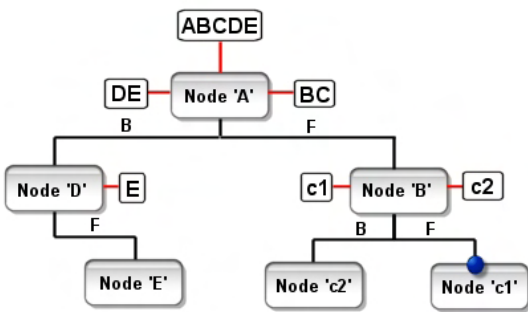 ABCDE
DE
Node 'A'
BC
B
F
Node 'D'
E
c1
Node 'B'
c2
F
B
F
Node 'E'
Node 'c2'
Node 'c1'